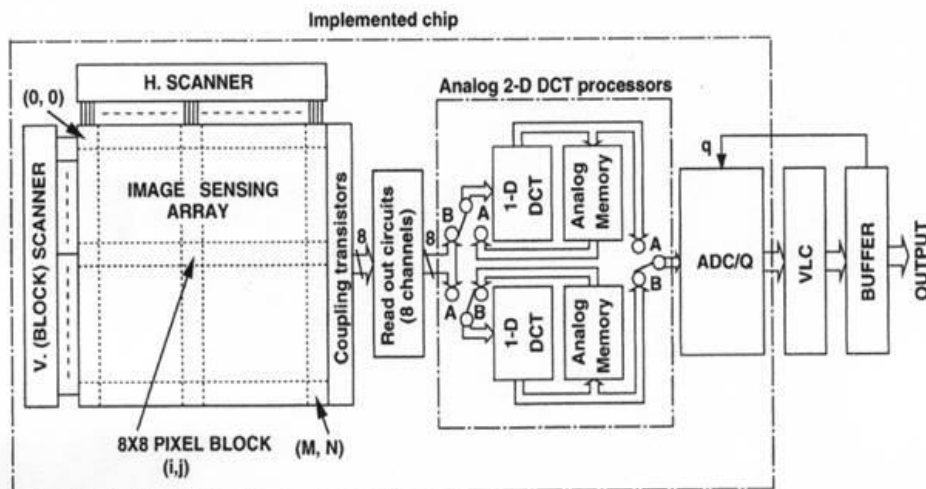 Implemented chip
H. SCANNER
(0, 0)
Analog 2-D DCT processors
V. (BLOCK) SCANNER
IMAGE SENSING
ARRAY
Coupling transistors
8
Read out circuits
(8 channels)
8
B
A
1-D
DCT
Analog
Memory
A
B
A
B
1-D
DCT
Analog
Memory
q
ADC/Q
VLC
BUFFER
OUTPUT
8X8 PIXEL BLOCK
(i,j)
(M, N)